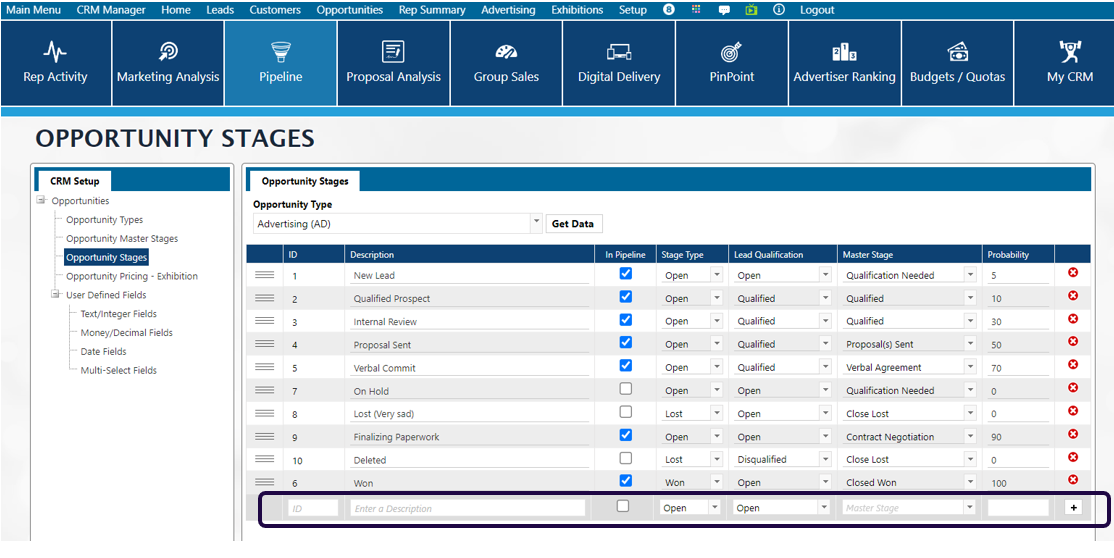 Main Menu CRM Manager Home Leads Customers Opportunities Rep Summary Advertising Exhibitions Setup 8 Logout
Rep Activity Marketing Analysis Pipeline Proposal Analysis Group Sales Digital Delivery PinPoint Advertiser Ranking Budgets / Quotas My CRM
OPPORTUNITY STAGES
CRM Setup
Opportunities
Opportunity Types
Opportunity Master Stages
Opportunity Stages
Opportunity Pricing - Exhibition
User Defined Fields
Text/Integer Fields
Money/Decimal Fields
Date Fields
Multi-Select Fields
Opportunity Stages
Opportunity Type
Advertising (AD) Get Data
ID Description In Pipeline Stage Type Lead Qualification Master Stage Probability
1 New Lead Open Open Qualification Needed 5
2 Qualified Prospect Open Qualified Qualified 10
3 Internal Review Open Qualified Qualified 30
4 Proposal Sent Open Qualified Proposal(s) Sent 50
5 Verbal Commit Open Qualified Verbal Agreement 70
7 On Hold Open Open Qualification Needed 0
8 Lost (Very sad) Lost Open Close Lost 0
9 Finalizing Paperwork Open Open Contract Negotiation 90
10 Deleted Lost Disqualified Close Lost 0
6 Won Won Open Closed Won 100
ID Enter a Description Open Open Master Stage +